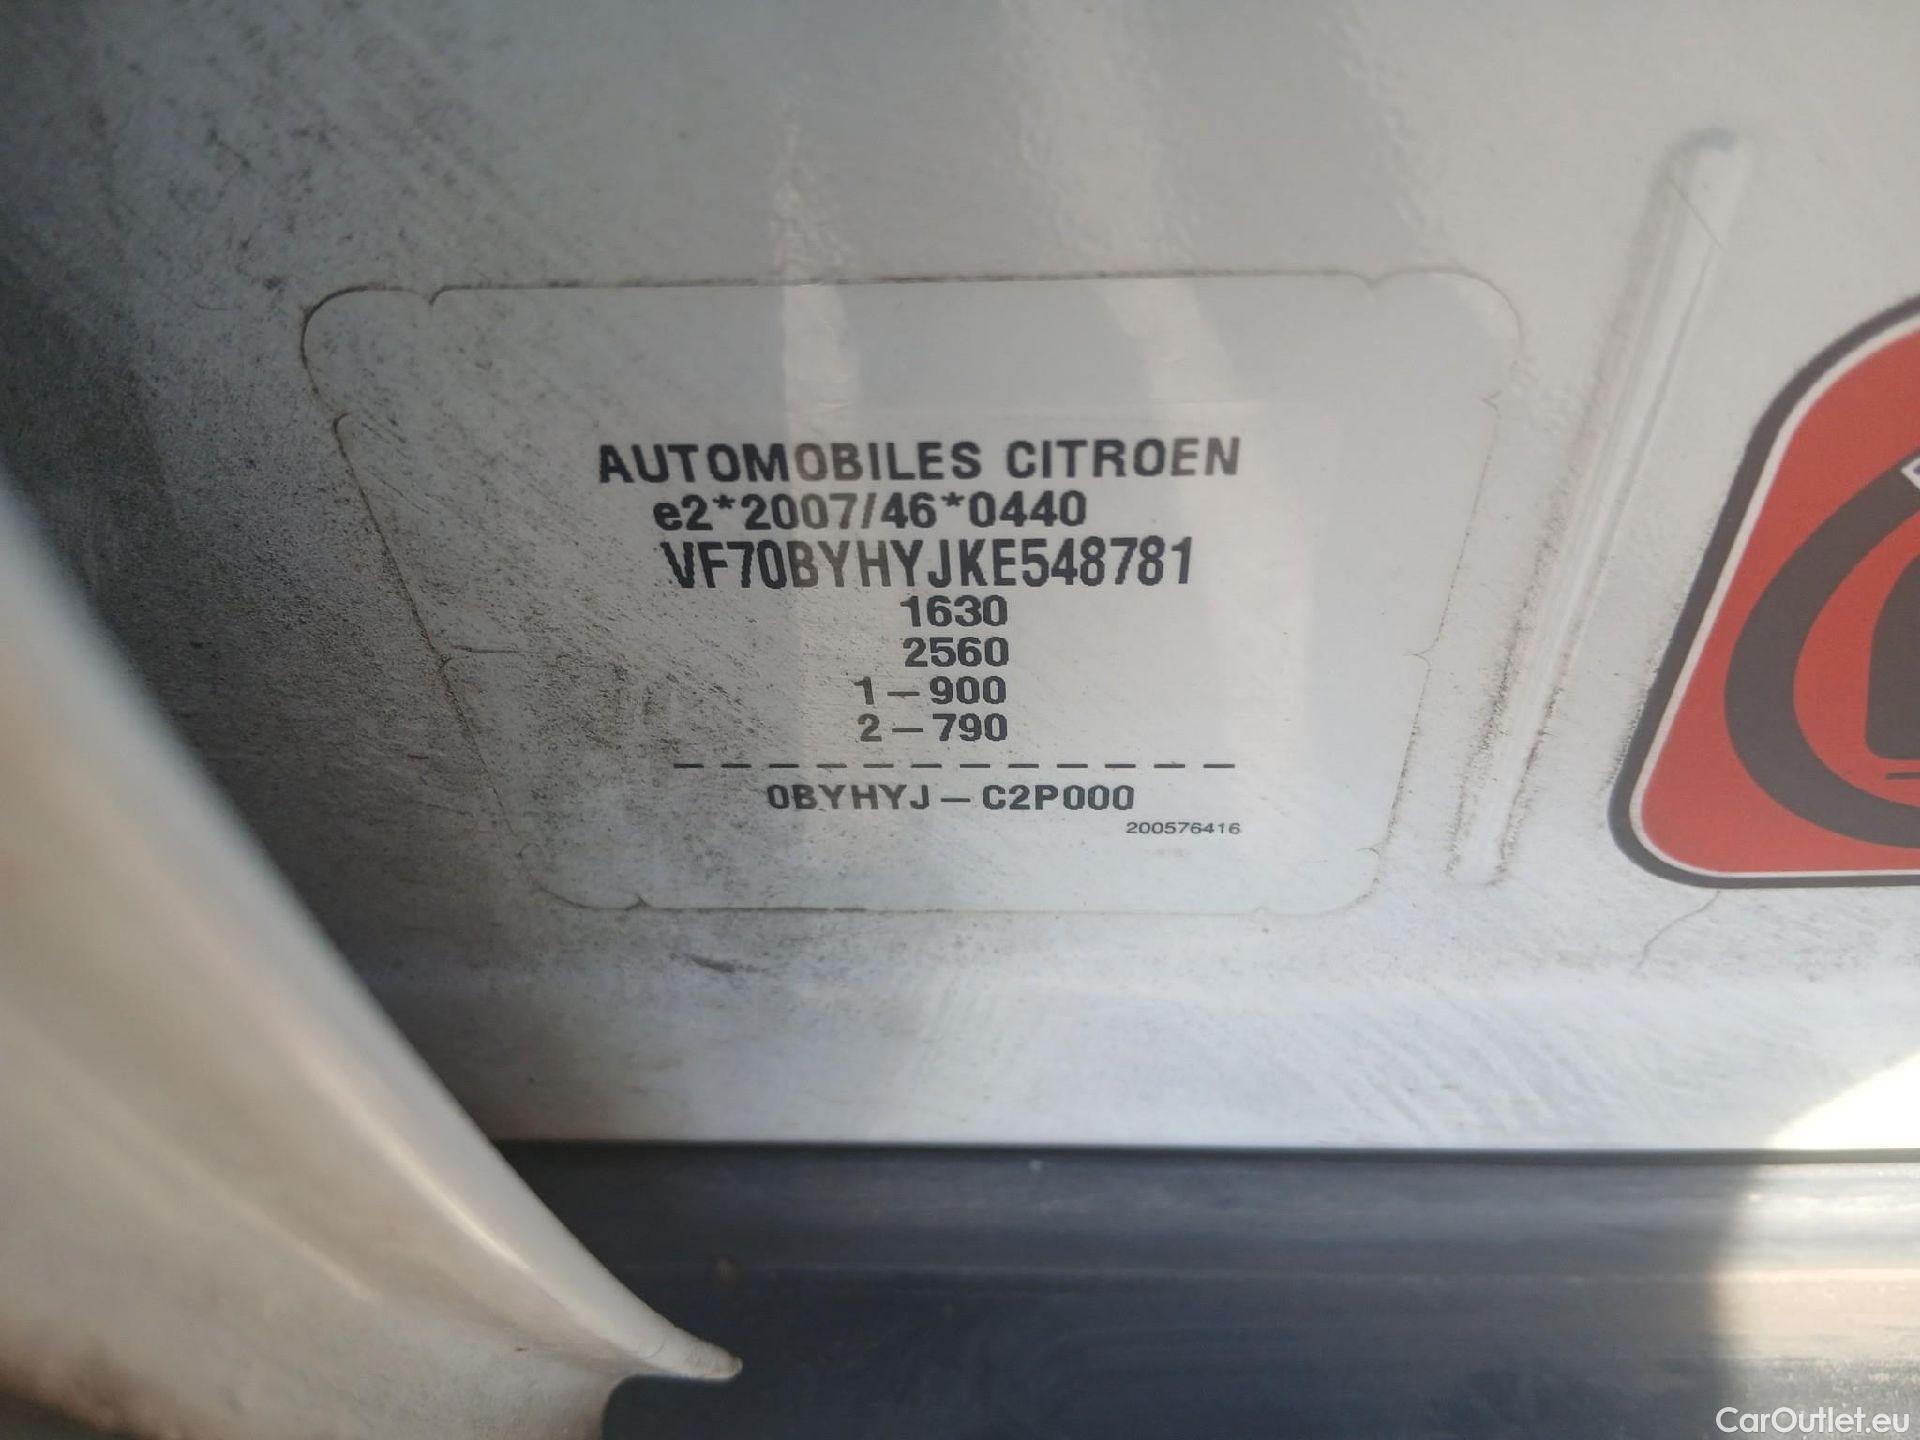 AUTOMOBILES CITROEN
e2*2007/46*0440
VF70BYHYJKE548781
1630
2560
1-900
2-790
------------
0BYHYJ-C2P000
200576416
CarOutlet.eu